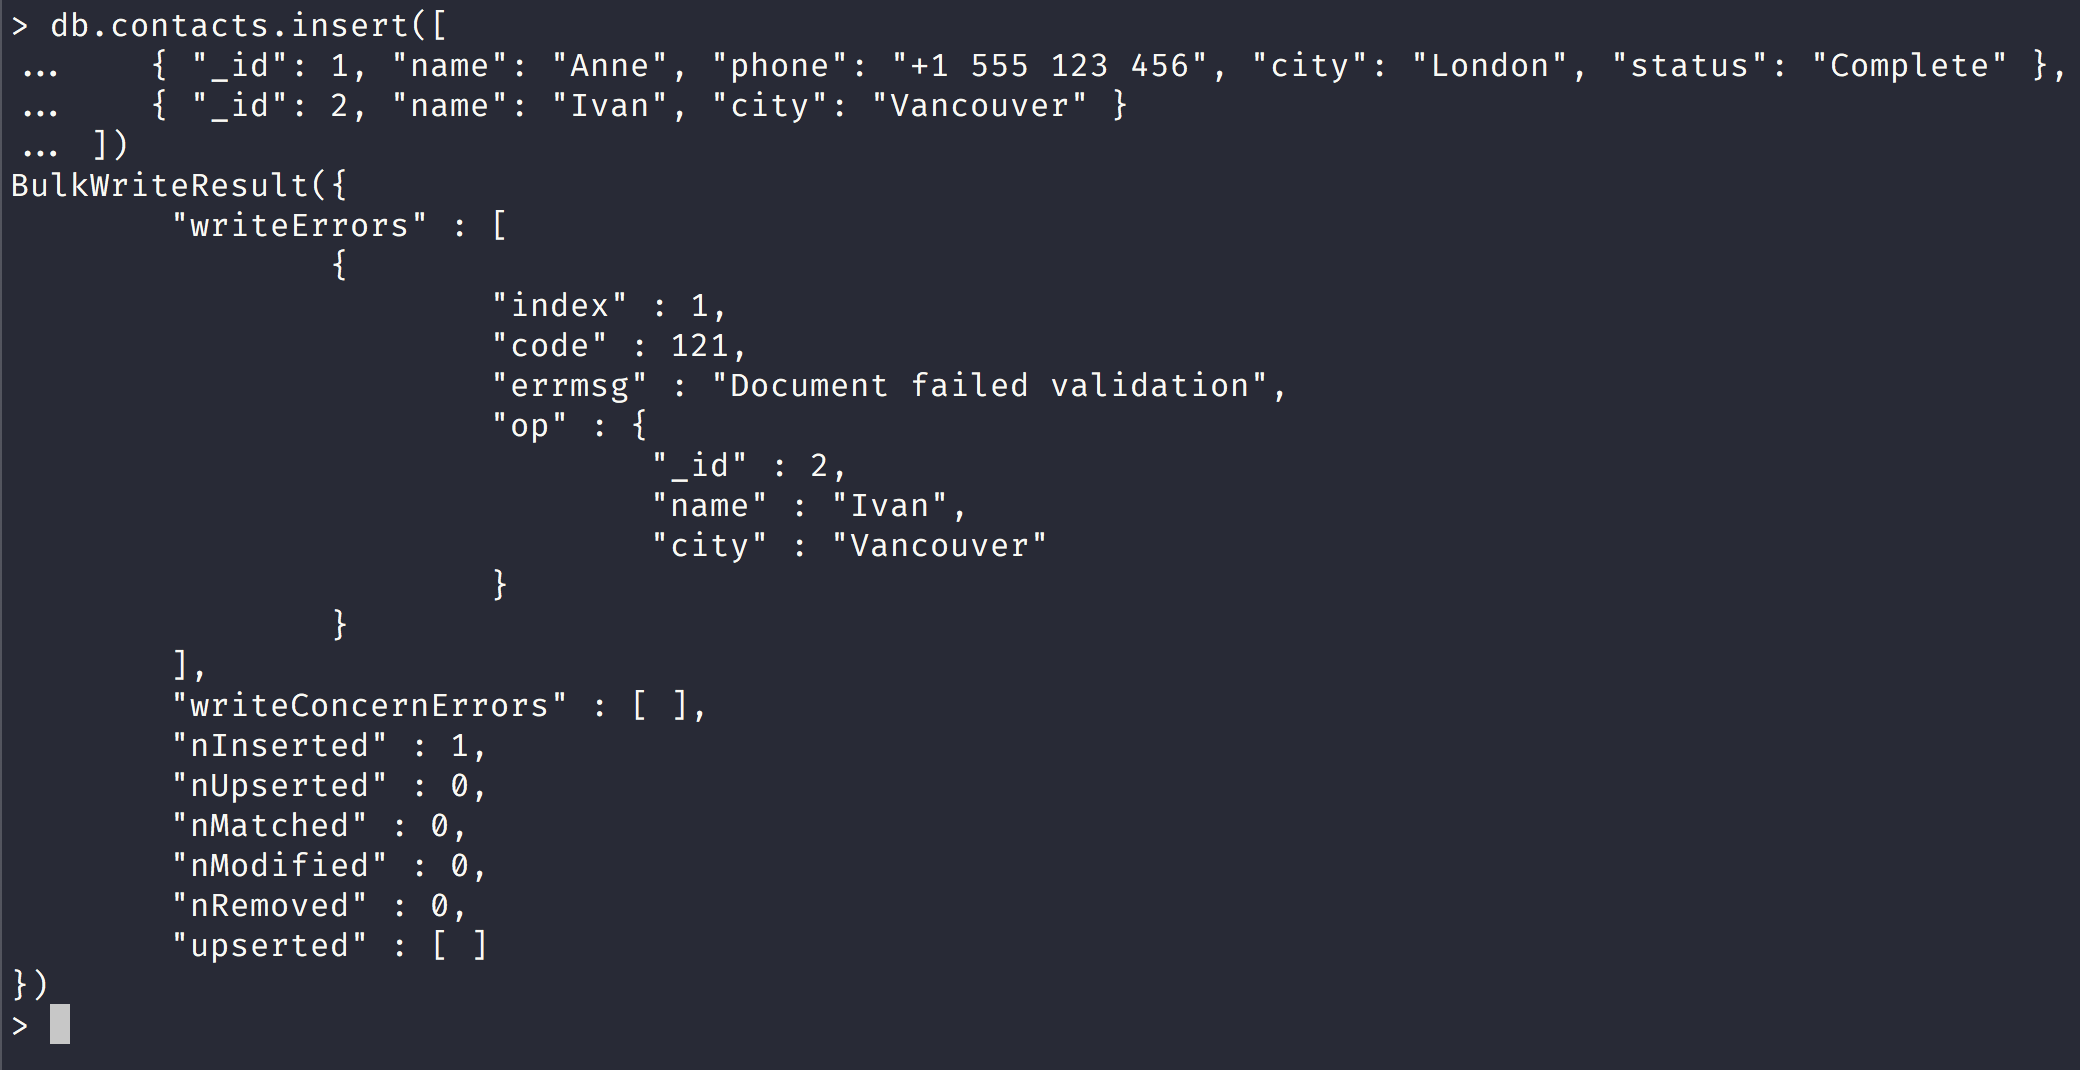 > db.contacts.insert([
...     { "_id": 1, "name": "Anne", "phone": "+1 555 123 456", "city": "London", "status": "Complete" },
...     { "_id": 2, "name": "Ivan", "city": "Vancouver" }
... ])
BulkWriteResult({
        "writeErrors" : [
                {
                        "index" : 1,
                        "code" : 121,
                        "errmsg" : "Document failed validation",
                        "op" : {
                                "_id" : 2,
                                "name" : "Ivan",
                                "city" : "Vancouver"
                        }
                }
        ],
        "writeConcernErrors" : [ ],
        "nInserted" : 1,
        "nUpserted" : 0,
        "nMatched" : 0,
        "nModified" : 0,
        "nRemoved" : 0,
        "upserted" : [ ]
})
>